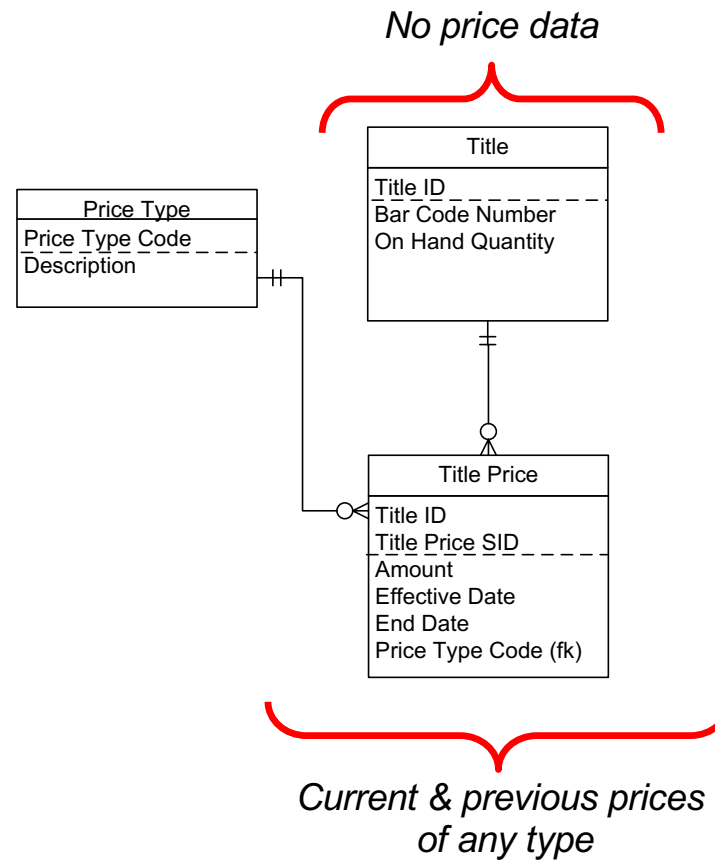 No price data
Title
Title ID
Bar Code Number
On Hand Quantity
Price Type
Price Type Code
Description
Title Price
Title ID
Title Price SID
Amount
Effective Date
End Date
Price Type Code (fk)
Current & previous prices
of any type